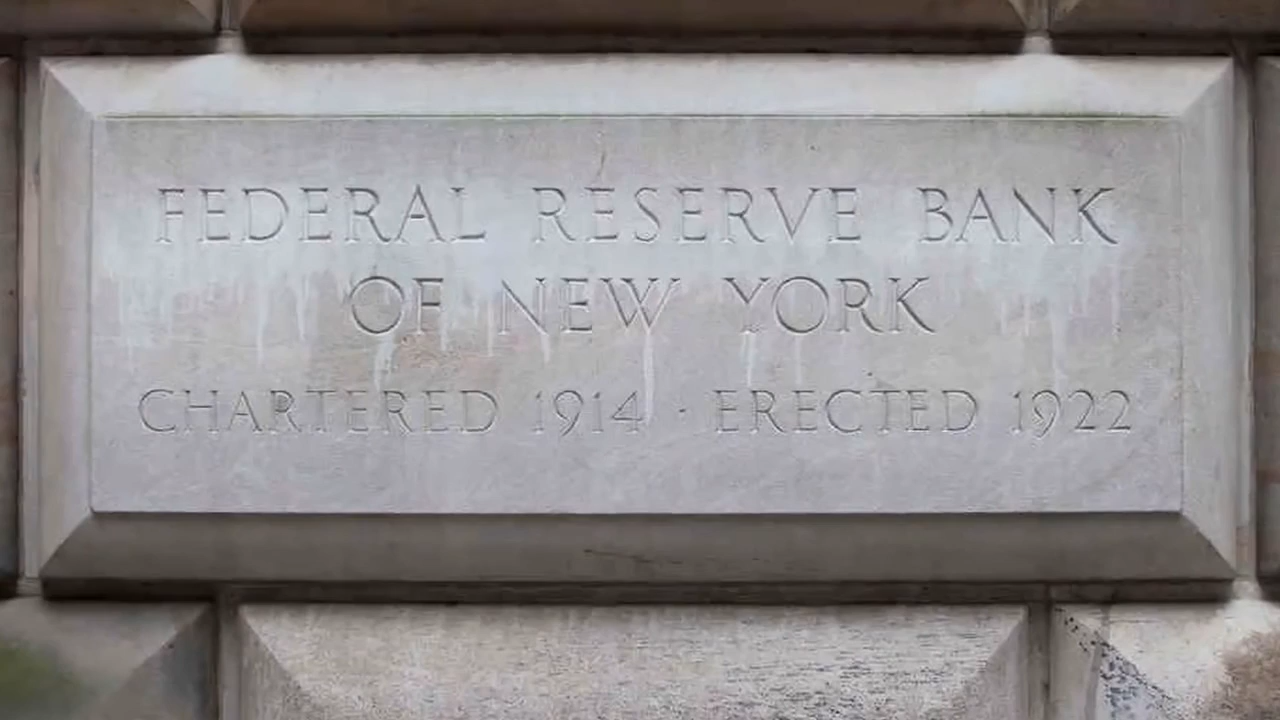 FEDERAL RESERVE BANK
OF NEW YORK
CHARTERED 1914 · ERECTED 1922